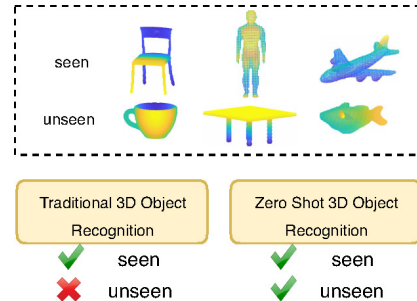 seen
unseen
Traditional 3D Object
Recognition
seen
unseen
Zero Shot 3D Object
Recognition
seen
unseen